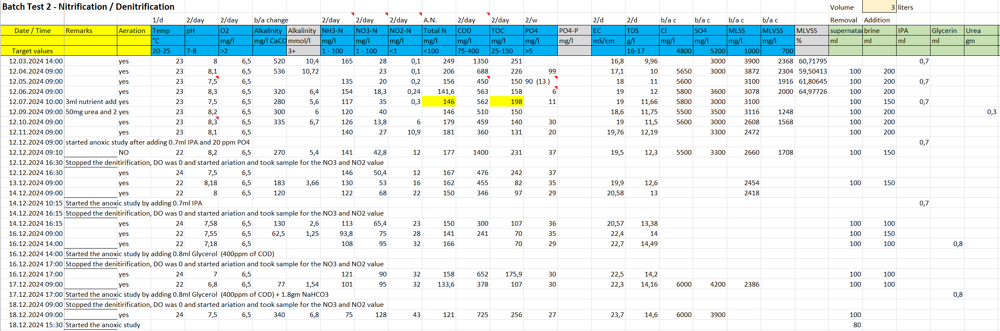 Batch Test 2 - Nitrification / Denitrification Volume 3 liters
1/d 2/day 2/day b/a change 2/day 2/day 2/day A.N. 2/day 2/day 2/w 2/d 2/d b/a c b/a c b/a c b/a c Removal Addition
Date / Time Remarks Aeration Temp pH O2 Alkalinity Alkalinity NH3-N NO3-N NO2-N Total N COD TOC PO4 PO4-P EC TDS Cl SO4 MLSS MLVSS MLVSS supernatar brine IPA Glycerin Urea
°C - mg/l mg/l CaCO mmol/l mg/l mg/l mg/l mg/l mg/l mg/l mg/l mg/l mS/cm g/l mg/l mg/l mg/l mg/l % ml ml ml ml gm
Target values 20-25 7-8 >2 3+ 1 - 100 1 - 100 <1 <100 75-400 25-150 >5 16-17 4800 5200 1000 700
12.03.2024 14:00 yes 23 8 6,5 520 10,4 165 28 0,1 249 1350 251 16,8 9,96 3000 3900 2368 60,71795 0,7
12.04.2024 09:00 yes 23 8,1 6,5 536 10,72 23 0,1 206 688 226 99 17,1 10 5650 3000 3872 2304 59,50413 100 200
12.05.2024 09:00 yes 23 7,5 6,5 135 20 0,2 156 450 150 90 (13 ) 18 11 5600 3100 1916 61,80645 100 200 0,7
12.06.2024 09:00 yes 23 8,3 6,5 320 6,4 154 18,3 0,24 141,6 563 158 6 19 12 5800 3600 3078 2000 64,97726 100 200
12.07.2024 10:00 3ml nutrient add yes 23 7,5 6,5 280 5,6 117 35 0,3 146 562 198 11 19 11,66 5800 3000 3100 100 150 0,7
12.09.2024 09:00 50mg urea and 2 yes 23 8,2 6,5 300 6 120 40 146 510 150 18,6 11,75 5500 3500 3116 1248 100 200 0,3
12.10.2024 09:00 yes 23 8,3 6,5 335 6,7 126 13,8 6 179 459 140 30 19 11,5 5600 3000 2608 1568 100 200
12.11.2024 09:00 yes 23 8,1 6,5 140 27 10,9 181 360 131 20 19,76 12,19 3300 2472 100 200
12.12.2024 09:00 started anoxic study after adding 0.7ml IPA and 20 ppm PO4 0,7
12.12.2024 09:10 NO 22 8,2 6,5 270 5,4 141 42,8 12 177 1400 231 37 19,5 12,3 5500 3300 2660 1708 100 150
12.12.2024 16:30 Stopped the denitirification, DO was 0 and started ariation and took sample for the NO3 and NO2 value
12.12.2024 16:30 yes 24 7,5 6,5 146 50,4 12 167 476 242 37
13.12.2024 09:00 yes 22 8,18 6,5 183 3,66 130 53 16 162 455 82 35 19,9 12,6 2454 100 150
14.12.2024 09:00 yes 22 8 6,5 120 122 68 22 150 346 97 29 20,58 13 2418
14.12.2024 10:15 Started the anoxic study by adding 0.7ml IPA 0,7
14.12.2024 16:15 Stopped the denitirification, DO was 0 and started ariation and took sample for the NO3 and NO2 value
14.12.2024 16:15 yes 24 7,58 6,5 130 2,6 113 65,4 23 150 300 107 36 20,57 13,38 100 100
16.12.2024 09:00 yes 22 7,55 6,5 62,5 1,25 93,8 75 28 141 241 70 35 22,4 14 100 150
16.12.2024 14:00 yes 22 7,18 6,5 108 95 32 166 70 29 22,7 14,49 100 100 0,8
16.12.2024 14:00 Started the anoxic study by adding 0.8ml Glycerol (400ppm of COD)
16.12.2024 17:00 Stopped the denitirification, DO was 0 and started ariation and took sample for the NO3 and NO2 value
16.12.2024 17:00 yes 24 7 6,5 121 90 32 158 652 175,9 30 22,5 14,2 100 100
17.12.2024 09:00 yes 22 6,8 6,5 77 1,54 101 95 32 133,6 378 107 30 22,3 14,16 6000 4200 2386 100 100
17.12.2024 17:00 Started the anoxic study by adding 0.8ml Glycerol (400ppm of COD) + 1.8gm NaHCO3 0,8
18.12.2024 09:00 Stopped the denitirification, DO was 0 and started ariation and took sample for the NO3 and NO2 value
18.12.2024 09:00 yes 24 7,5 6,5 340 6,8 75 128 43 121 725 256 27 23,7 14,6 6000 3900 100
18.12.2024 15:30 Started the anoxic study 80